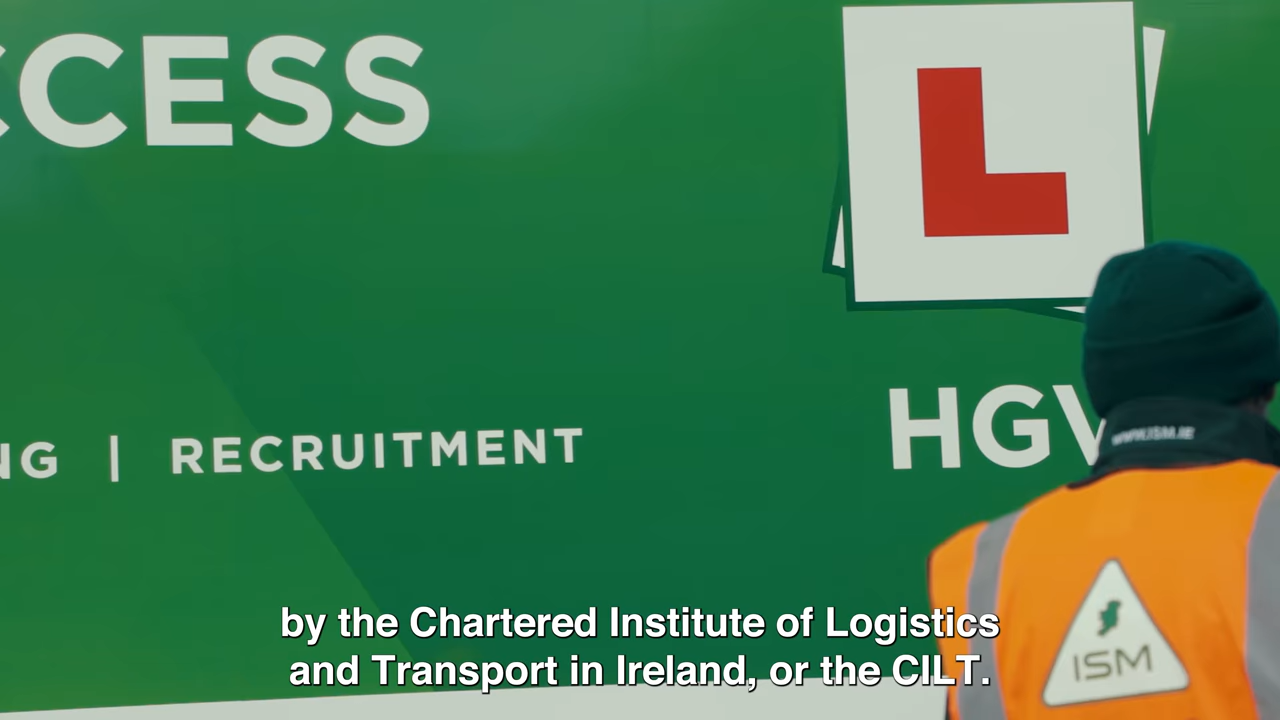 CCESS
L
NG | RECRUITMENT
HGV
WWW.ISM.IE
ISM
by the Chartered Institute of Logistics
and Transport in Ireland, or the CILT.